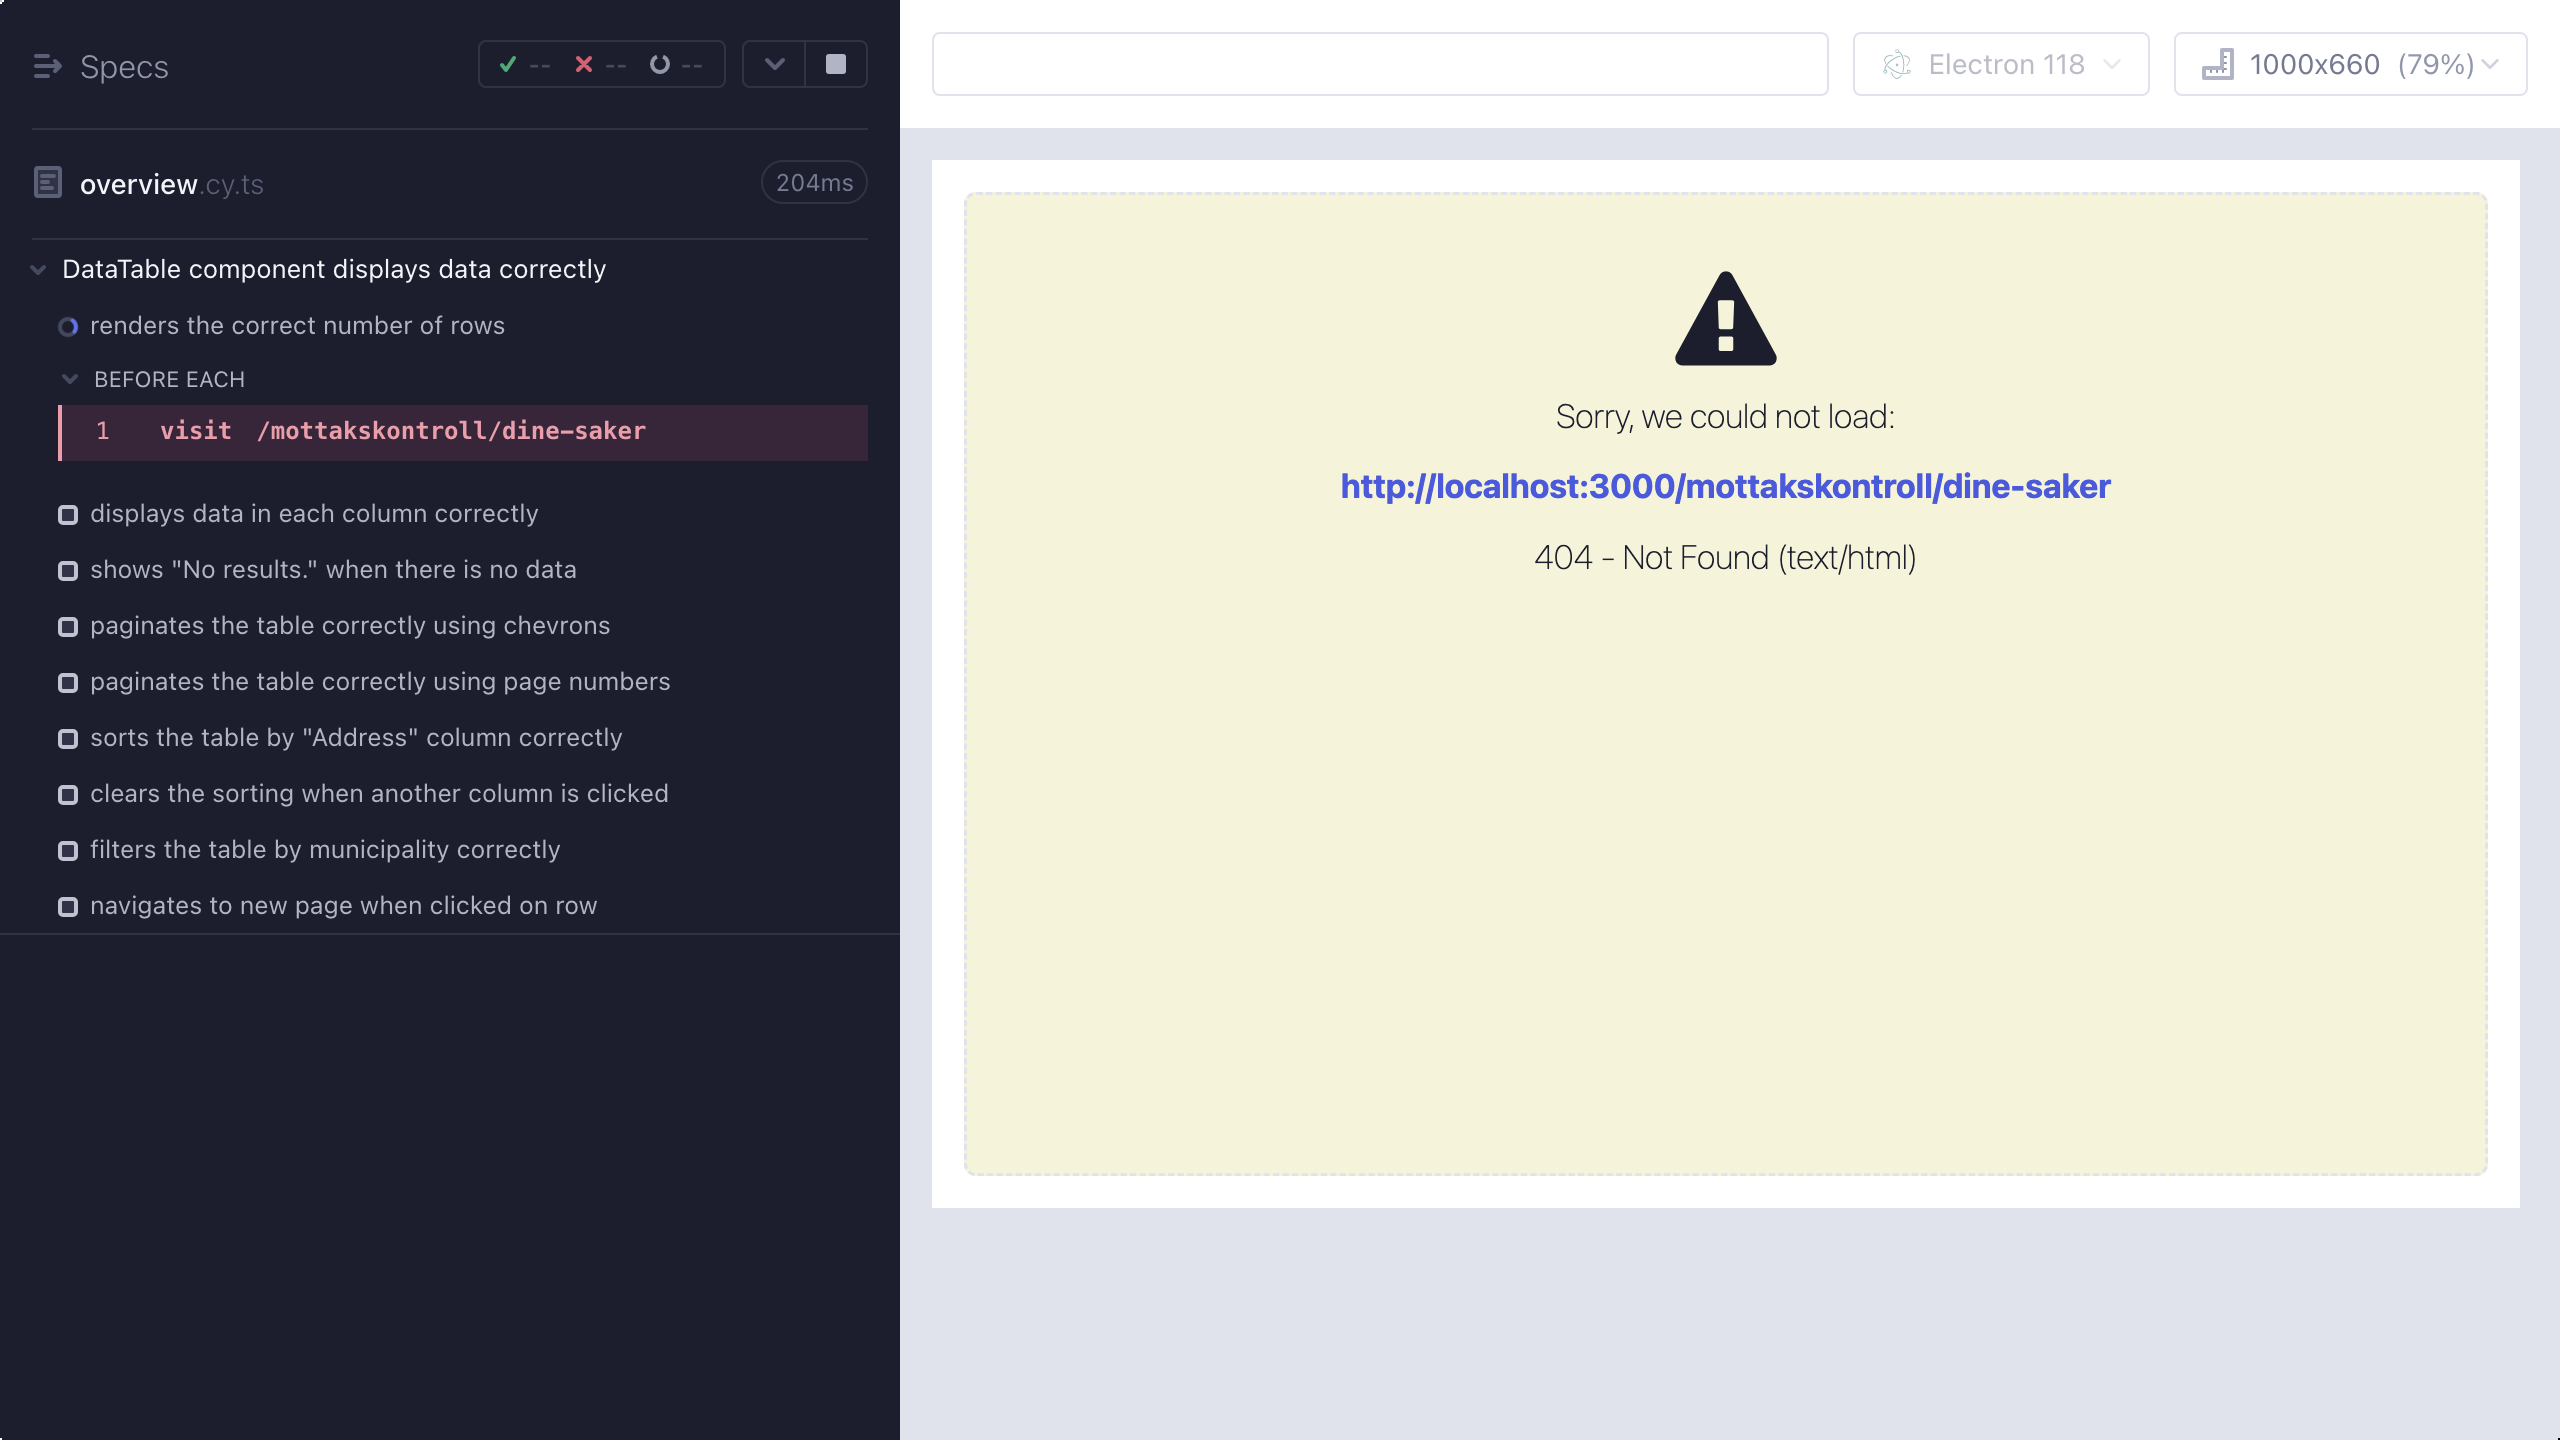 Specs
-- -- --
overview.cy.ts
204ms
DataTable component displays data correctly
renders the correct number of rows
BEFORE EACH
1 visit /mottakskontroll/dine-saker
displays data in each column correctly
shows "No results." when there is no data
paginates the table correctly using chevrons
paginates the table correctly using page numbers
sorts the table by "Address" column correctly
clears the sorting when another column is clicked
filters the table by municipality correctly
navigates to new page when clicked on row
Electron 118
1000x660 (79%)
Sorry, we could not load:
http://localhost:3000/mottakskontroll/dine-saker
404 - Not Found (text/html)